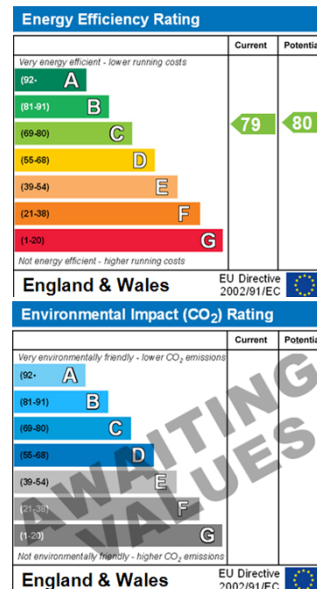 Energy Efficiency Rating
Current Potentia
Very energy efficient - lower running costs
(92- A
(81-91) B
(69-80) C
79 80
(55-68) D
(39-54) E
(21-38) F
(1-20) G
Not energy efficient - higher running costs
England & Wales
EU Directive
2002/91/EC
Environmental Impact (CO₂) Rating
Current Potentia
Very environmentally friendly - lower CO₂ emissions
(92- A
(81-91) B
(69-80) C
(55-68) D
(39-54) E
(21-38) F
(1-20) G
AWAITING
VALUES
Not environmentally friendly - higher CO₂ emissions
England & Wales
EU Directive
2002/91/EC